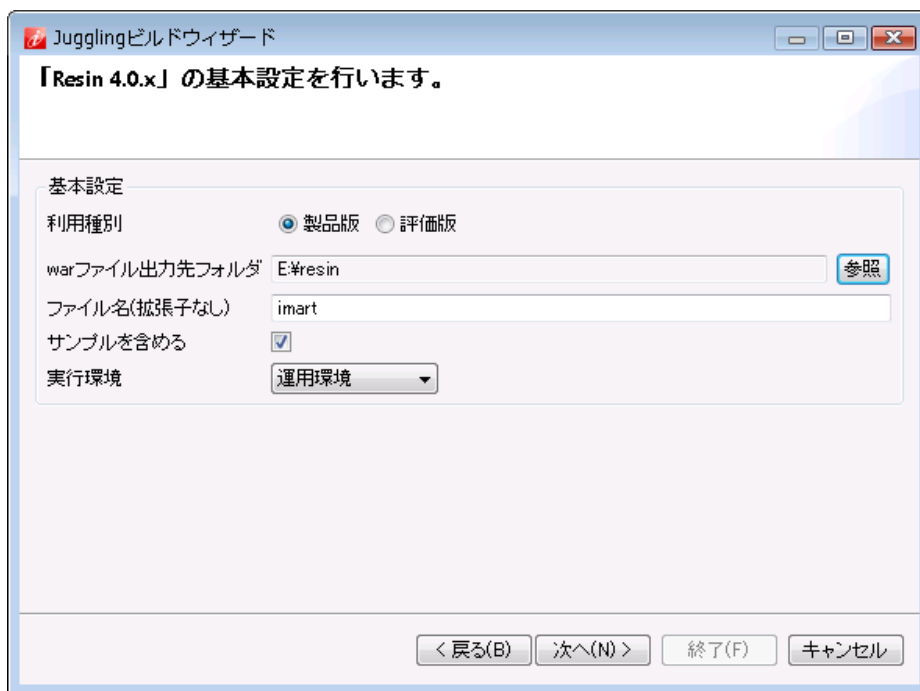 Jugglingビルドウィザード
「Resin 4.0.x」の基本設定を行います。
基本設定
利用種別 製品版 評価版
warファイル出力先フォルダ E:¥resin 参照
ファイル名(拡張子なし) imart
サンプルを含める
実行環境 運用環境
< 戻る(B) 次へ(N) > 終了(F) キャンセル